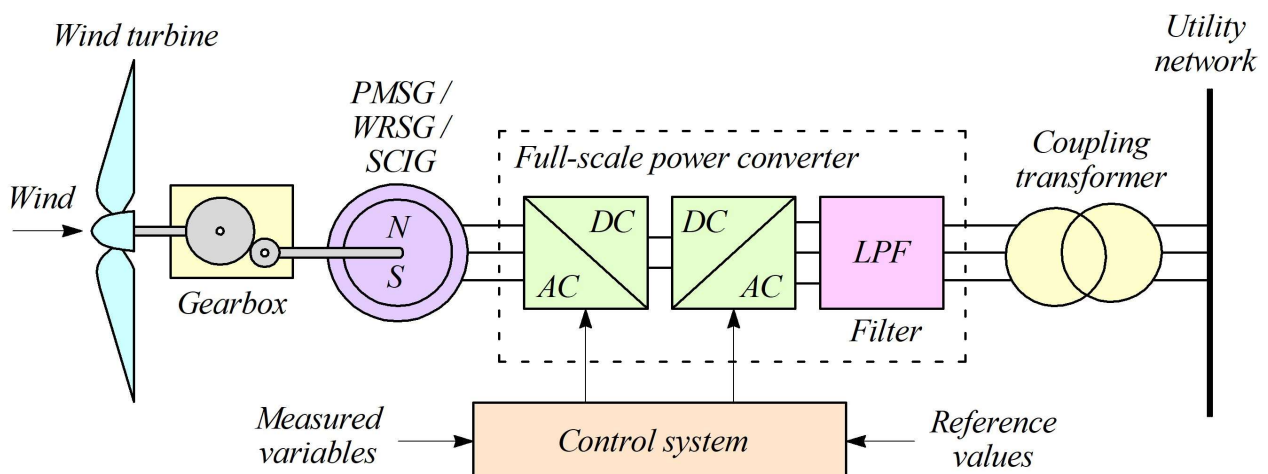 Wind turbine
Utility
network
PMSG /
WRSG /
SCIG
Full-scale power converter
Coupling
transformer
Wind
N
S
DC
AC
DC
AC
LPF
Gearbox
Filter
Measured
variables
Control system
Reference
values